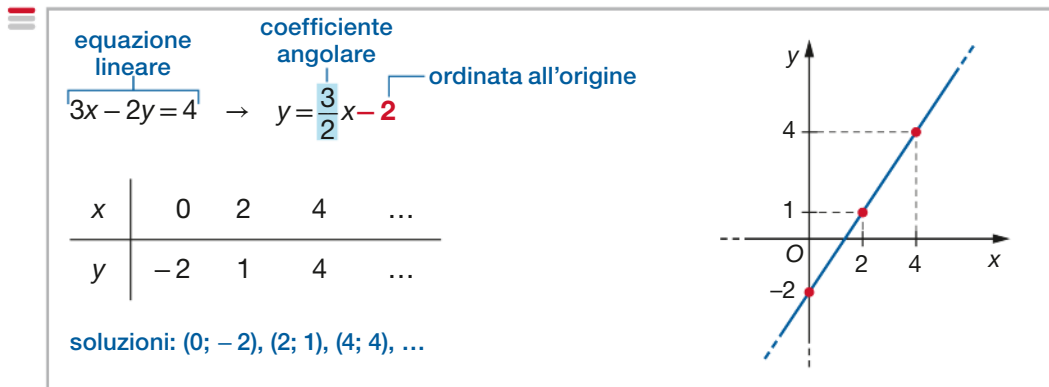 equazione lineare
coefficiente angolare
ordinata all'origine
3x – 2y = 4 → y = 3/2 x – 2
x 0 2 4 ...
y –2 1 4 ...
soluzioni: (0; – 2), (2; 1), (4; 4), ...
y
4
1
O 2 4 x
–2